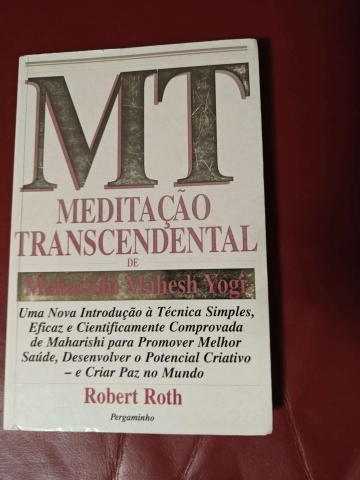 MT
MEDITAÇÃO
TRANSCENDENTAL
DE
Maharishi Mahesh Yogi
Uma Nova Introdução à Técnica Simples,
Eficaz e Cientificamente Comprovada
de Maharishi para Promover Melhor
Saúde, Desenvolver o Potencial Criativo
– e Criar Paz no Mundo
Robert Roth
Pergaminho